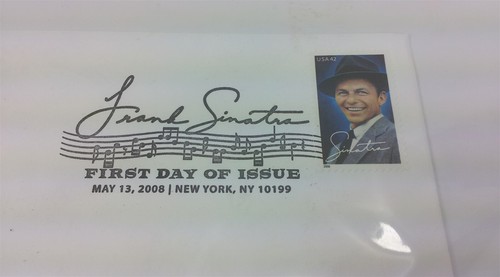 USA 42
Frank Sinatra
Sinatra
FIRST DAY OF ISSUE
MAY 13, 2008 | NEW YORK, NY 10199